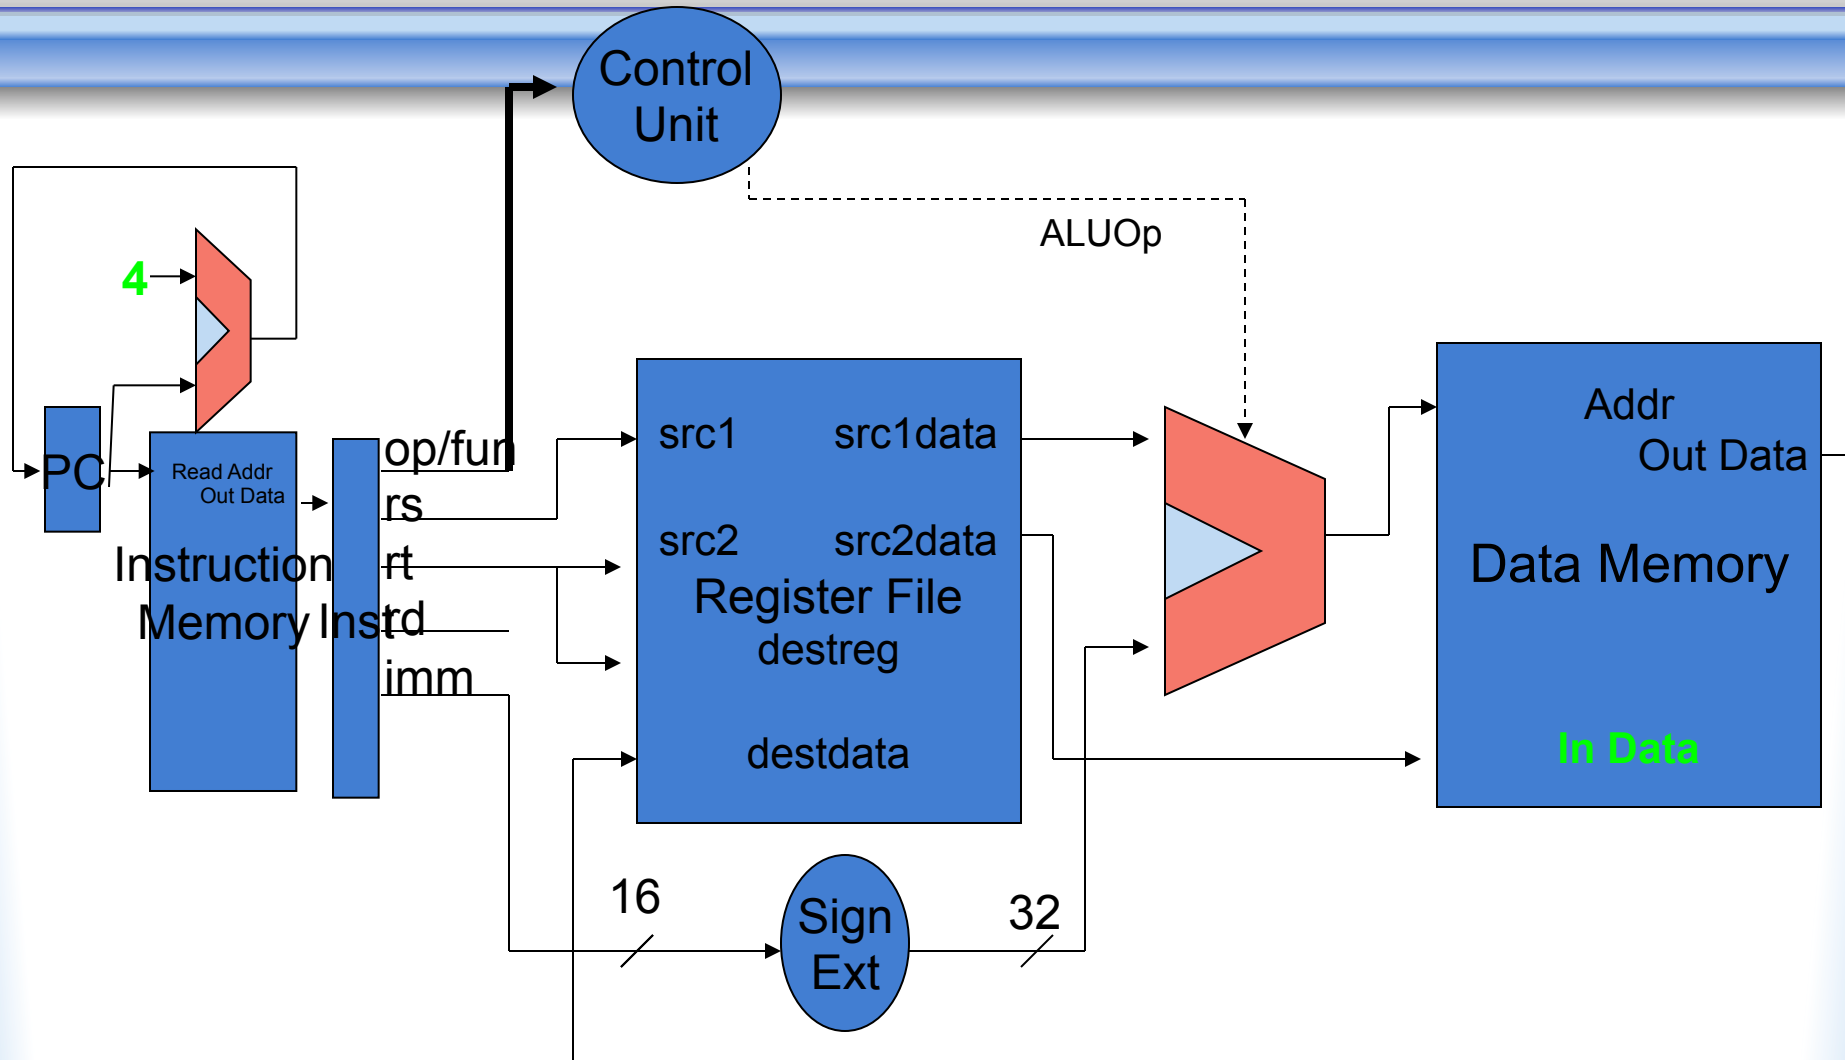 Control
Unit
ALUOp
4
PC
Read Addr
Out Data
Instruction
Memory
Inst
op/fun
rs
rt
rd
imm
src1 src1data
src2 src2data
Register File
destreg
destdata
Addr
Out Data
Data Memory
In Data
16
Sign
Ext
32